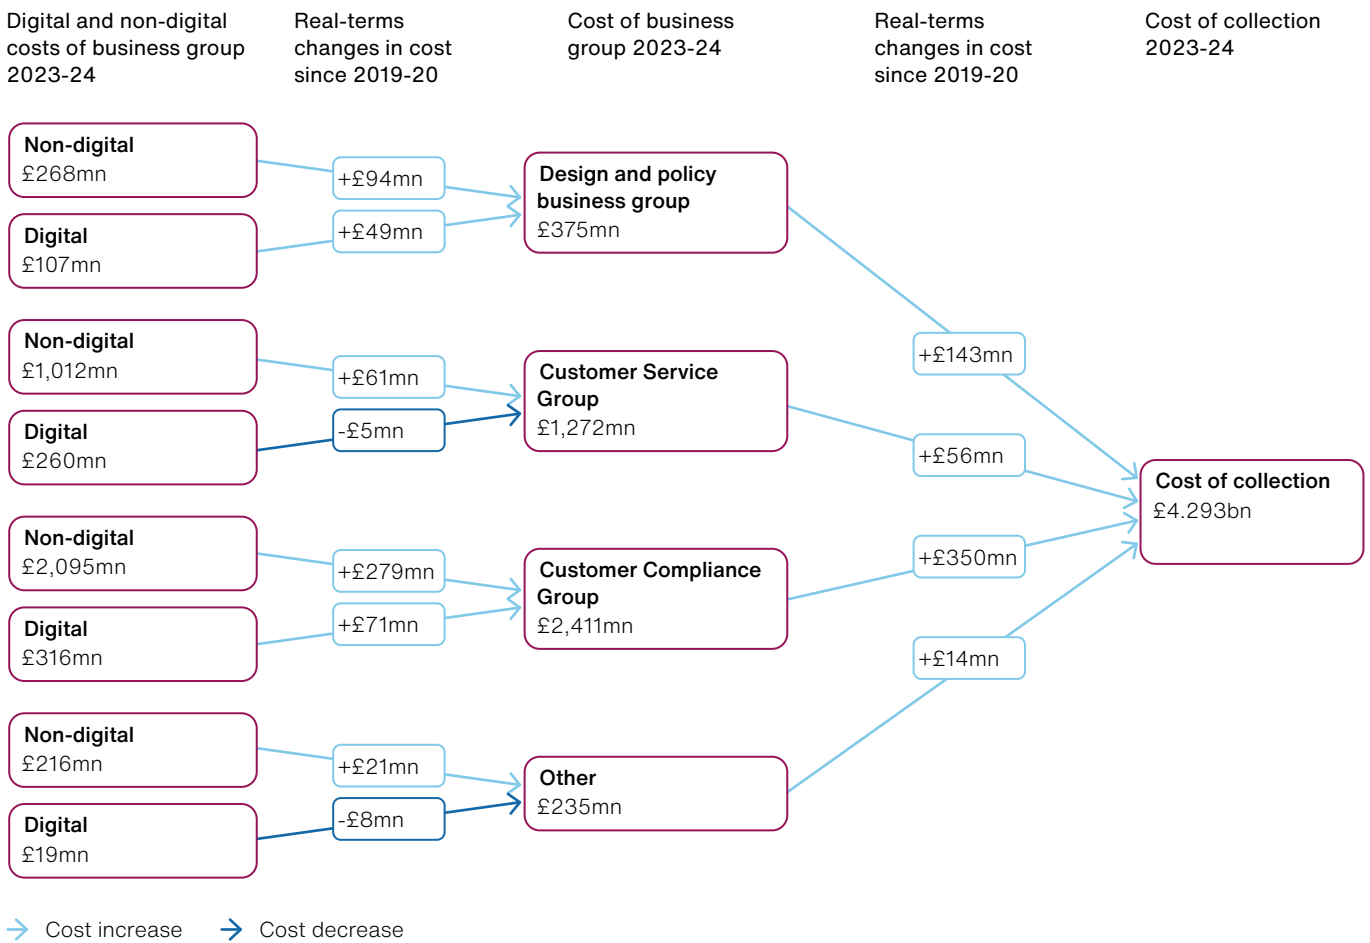 Digital and non-digital
costs of business group
2023-24
Real-terms
changes in cost
since 2019-20
Cost of business
group 2023-24
Real-terms
changes in cost
since 2019-20
Cost of collection
2023-24
Non-digital
£268mn
+£94mn
Digital
£107mn
+£49mn
Design and policy
business group
£375mn
+£143mn
Non-digital
£1,012mn
+£61mn
Digital
£260mn
-£5mn
Customer Service
Group
£1,272mn
+£56mn
Non-digital
£2,095mn
+£279mn
Digital
£316mn
+£71mn
Customer Compliance
Group
£2,411mn
+£350mn
Non-digital
£216mn
+£21mn
Digital
£19mn
-£8mn
Other
£235mn
+£14mn
Cost of collection
£4.293bn
Cost increase
Cost decrease